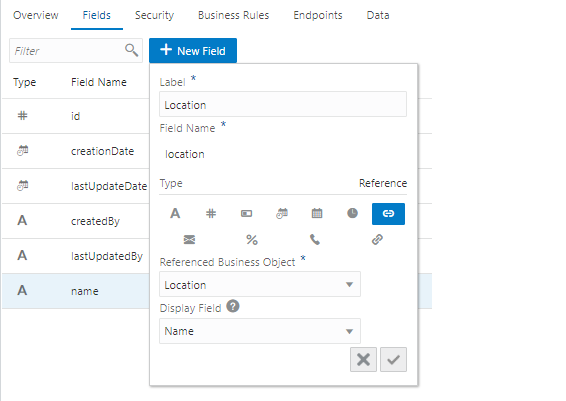 Overview Fields Security Business Rules Endpoints Data
Filter + New Field
Type Field Name
# id
creationDate
lastUpdateDate
A createdBy
A lastUpdatedBy
A name
Label *
Location
Field Name *
location
Type Reference
A # %
Referenced Business Object *
Location
Display Field ?
Name